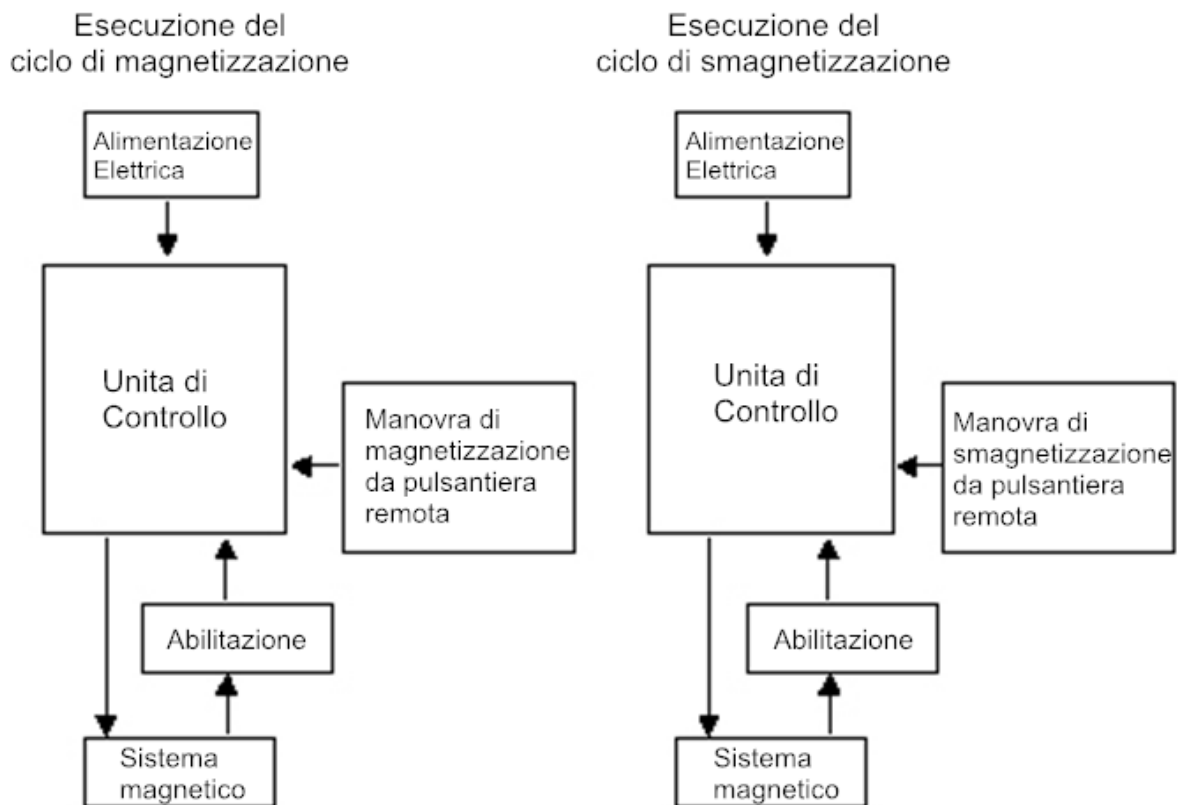 Esecuzione del
ciclo di magnetizzazione
Alimentazione
Elettrica
Unita di
Controllo
Manovra di
magnetizzazione
da pulsantiera
remota
Abilitazione
Sistema
magnetico
Esecuzione del
ciclo di smagnetizzazione
Alimentazione
Elettrica
Unita di
Controllo
Manovra di
smagnetizzazione
da pulsantiera
remota
Abilitazione
Sistema
magnetico